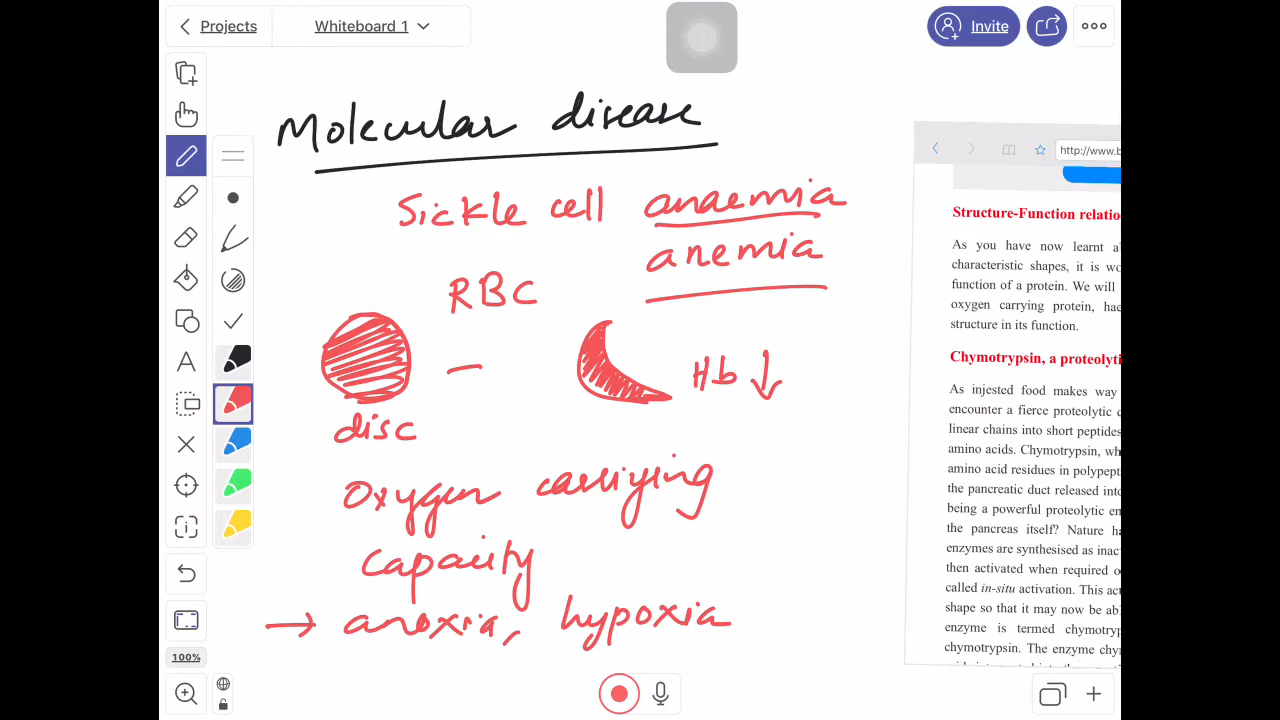 Projects
Whiteboard 1
Invite
Molecular disease
Sickle cell anaemia
anemia
RBC
Hb ↓
disc
Oxygen carriying
capacity
→ anoxia, hypoxia
100%
http://www.b
Structure-Function relatio
As you have now learnt a
characteristic shapes, it is wo
function of a protein. We will
oxygen carrying protein, hae
structure in its function.
Chymotrypsin, a proteolyti
As injected food makes way
encounter a fierce proteolytic
linear chains into short peptides
amino acids. Chymotrypsin, wh
amino acid residues in polypept
the pancreatic duct released into
being a powerful proteolytic en
the pancreas itself? Nature ha
enzymes are synthesised as inac
then activated when required o
called in-situ activation. This act
shape so that it may now be ab
enzyme is termed chymotryp
chymotrypsin. The enzyme chy